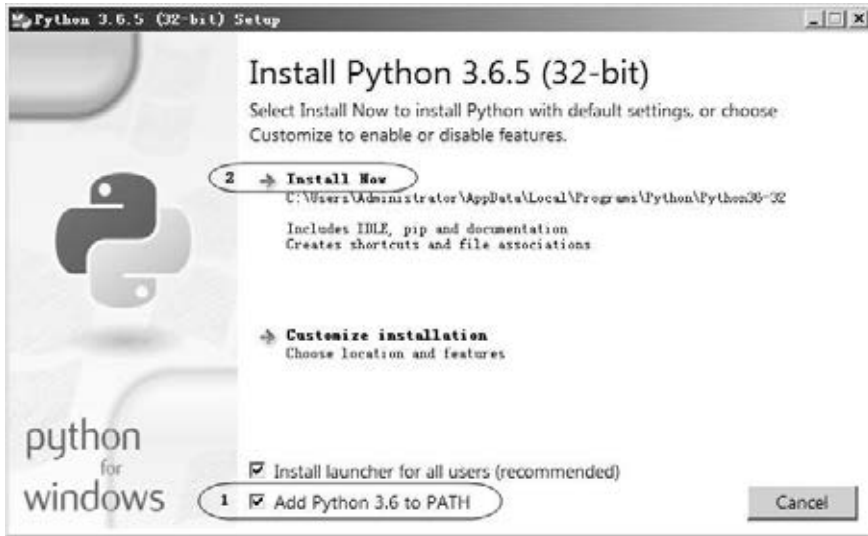 Python 3.6.5 (32-bit) Setup
Install Python 3.6.5 (32-bit)
Select Install Now to install Python with default settings, or choose
Customize to enable or disable features.
2 Install Now
C:\Users\Administrator\AppData\Local\Programs\Python\Python36-32
Includes IDLE, pip and documentation
Creates shortcuts and file associations
Customize installation
Choose location and features
python
for
windows
Install launcher for all users (recommended)
1 Add Python 3.6 to PATH
Cancel